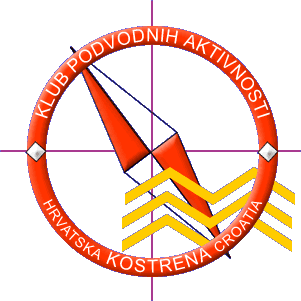 KLUB PODVODNIH AKTIVNOSTI
HRVATSKA KOSTRENA CROATIA